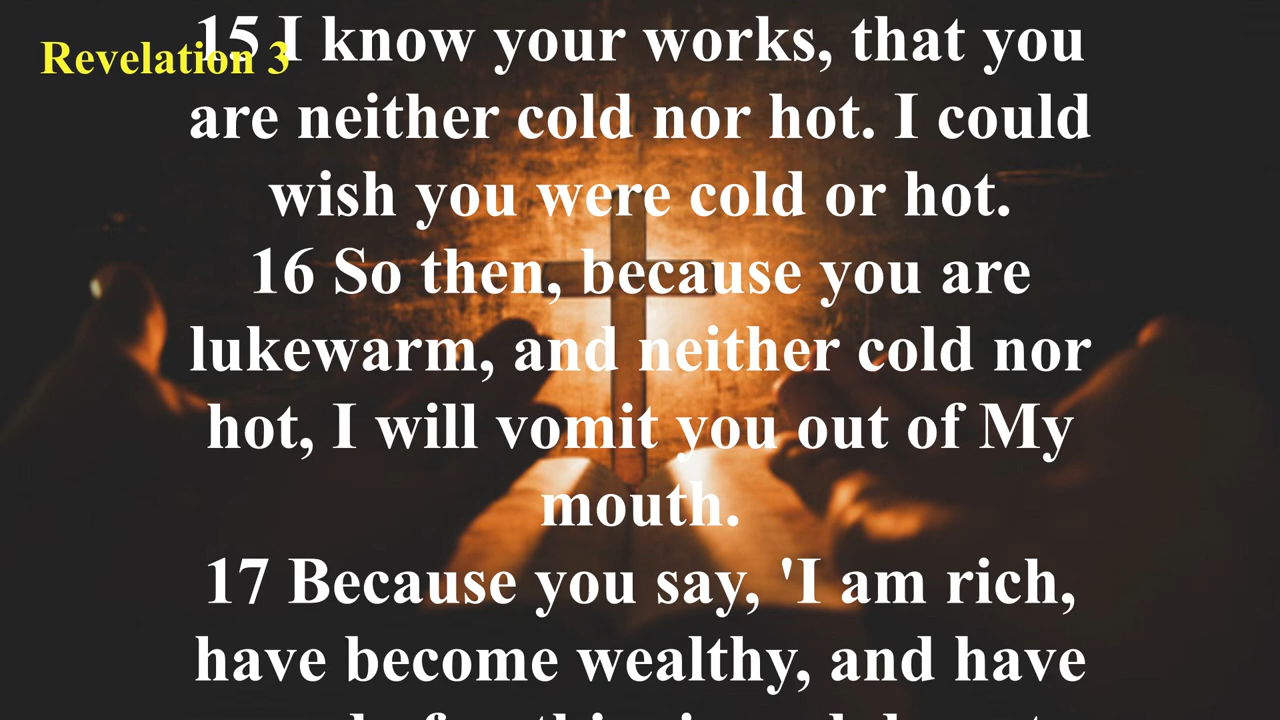 Revelation 3
15 I know your works, that you
are neither cold nor hot. I could
wish you were cold or hot.
16 So then, because you are
lukewarm, and neither cold nor
hot, I will vomit you out of My
mouth.
17 Because you say, 'I am rich,
have become wealthy, and have